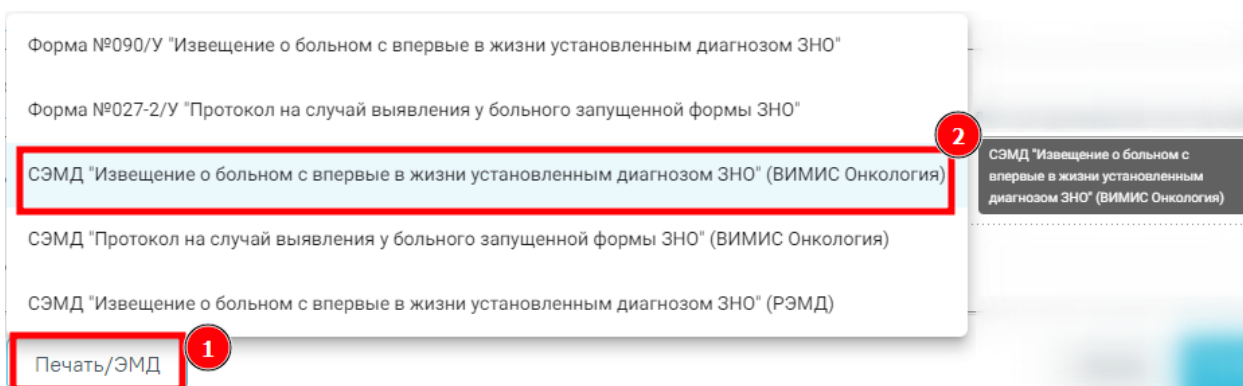 Форма №090/У "Извещение о больном с впервые в жизни установленным диагнозом ЗНО"
Форма №027-2/У "Протокол на случай выявления у больного запущенной формы ЗНО"
2
СЭМД "Извещение о больном с впервые в жизни установленным диагнозом ЗНО" (ВИМИС Онкология)
СЭМД "Извещение о больном с
впервые в жизни установленным
диагнозом ЗНО" (ВИМИС Онкология)
СЭМД "Протокол на случай выявления у больного запущенной формы ЗНО" (ВИМИС Онкология)
СЭМД "Извещение о больном с впервые в жизни установленным диагнозом ЗНО" (РЭМД)
1
Печать/ЭМД